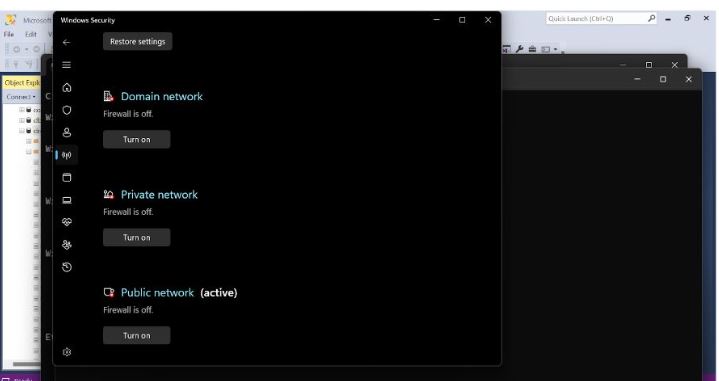 Microsoft
Windows Security
Quick Launch (Ctrl+Q)
File Edit V
Restore settings
Object Explo
Connect
Domain network
Firewall is off.
Turn on
Private network
Firewall is off.
Turn on
Public network (active)
Firewall is off.
Turn on
Ready